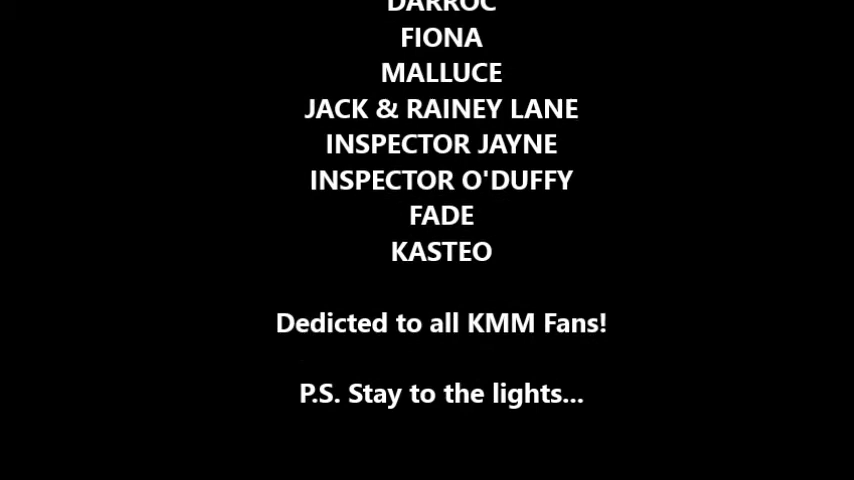 DARROC
FIONA
MALLUCE
JACK & RAINEY LANE
INSPECTOR JAYNE
INSPECTOR O'DUFFY
FADE
KASTEO
Dedicted to all KMM Fans!
P.S. Stay to the lights...